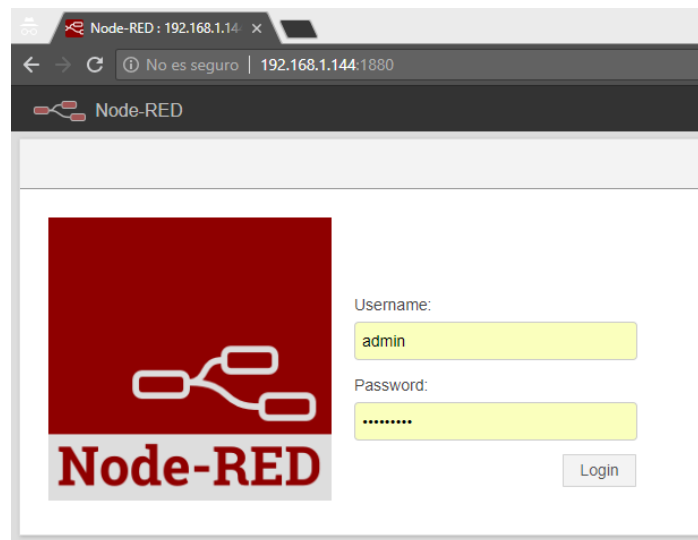 Node-RED : 192.168.1.14
No es seguro | 192.168.1.144:1880
Node-RED
Username:
admin
Password:
•••••••••
Node-RED
Login